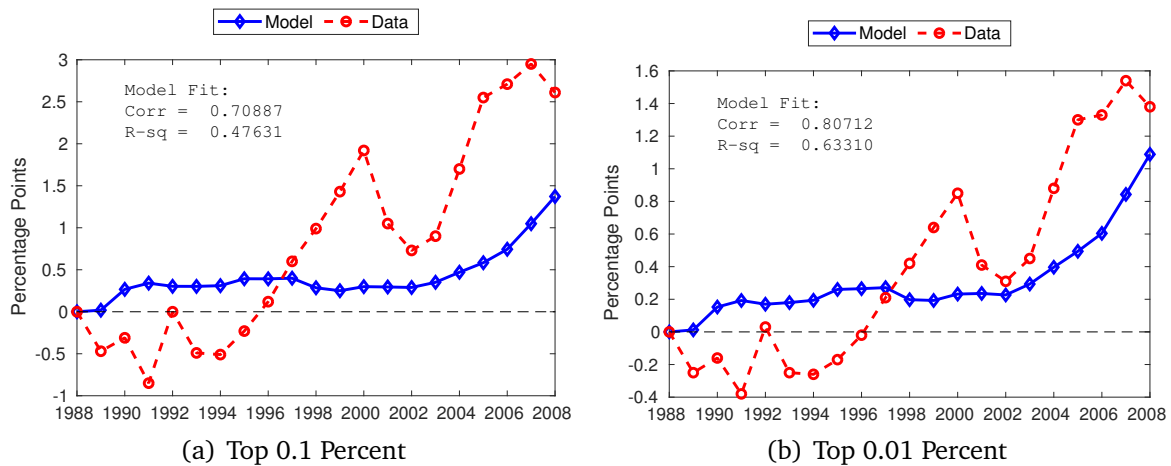 Model Data
3
2.5
2
1.5
1
0.5
0
-0.5
-1
Percentage Points
Model Fit:
Corr = 0.70887
R-sq = 0.47631
1988 1990 1992 1994 1996 1998 2000 2002 2004 2006 2008
(a) Top 0.1 Percent
Model Data
1.6
1.4
1.2
1
0.8
0.6
0.4
0.2
0
-0.2
-0.4
Percentage Points
Model Fit:
Corr = 0.80712
R-sq = 0.63310
1988 1990 1992 1994 1996 1998 2000 2002 2004 2006 2008
(b) Top 0.01 Percent